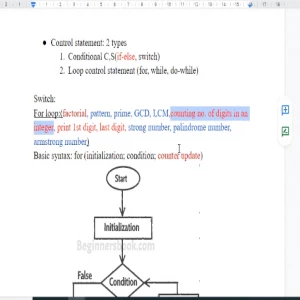 ● Control statement: 2 types
1. Conditional C.S(if-else, switch)
2. Loop control statement (for, while, do-while)
Switch:
For loop:(factorial, pattern, prime, GCD, LCM,counting no. of digits in an
integer, print 1st digit, last digit, strong number, palindrome number,
armstrong number)
Basic syntax: for (initialization; condition; counter update)
Start
Initialization
Beginnersbook.com
False
Condition